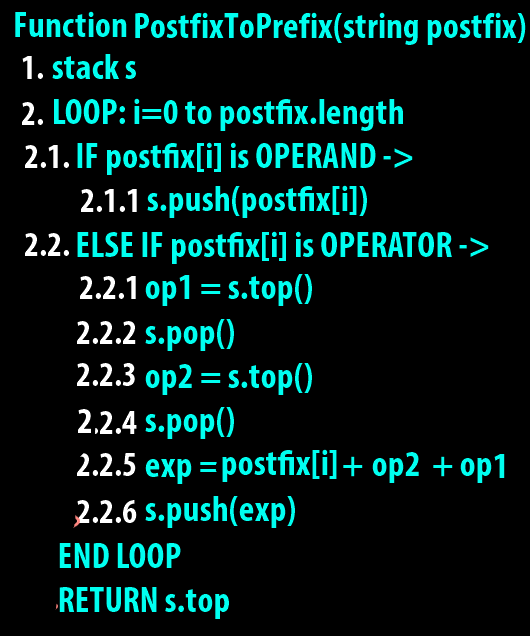 Function PostfixToPrefix(string postfix)
1. stack s
2. LOOP: i=0 to postfix.length
2.1. IF postfix[i] is OPERAND ->
2.1.1 s.push(postfix[i])
2.2. ELSE IF postfix[i] is OPERATOR ->
2.2.1 op1 = s.top()
2.2.2 s.pop()
2.2.3 op2 = s.top()
2.2.4 s.pop()
2.2.5 exp = postfix[i] + op2 + op1
2.2.6 s.push(exp)
END LOOP
RETURN s.top